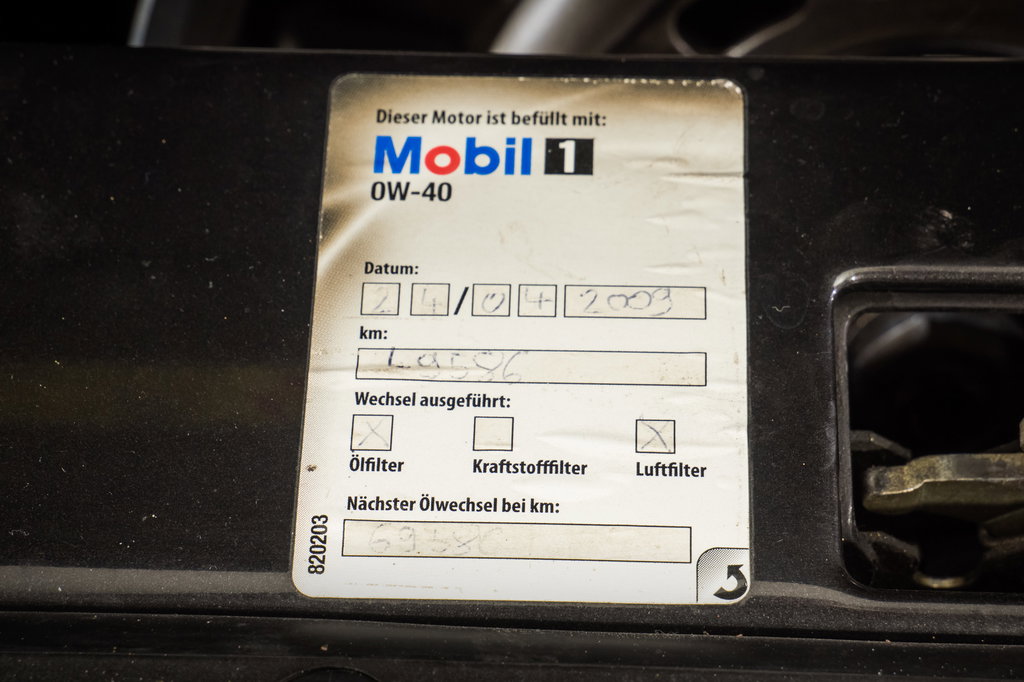 Dieser Motor ist befüllt mit:
Mobil 1
0W-40
Datum:
24/04 2009
km:
Wechsel ausgeführt:
X X
Ölfilter Kraftstofffilter Luftfilter
Nächster Ölwechsel bei km:
820203